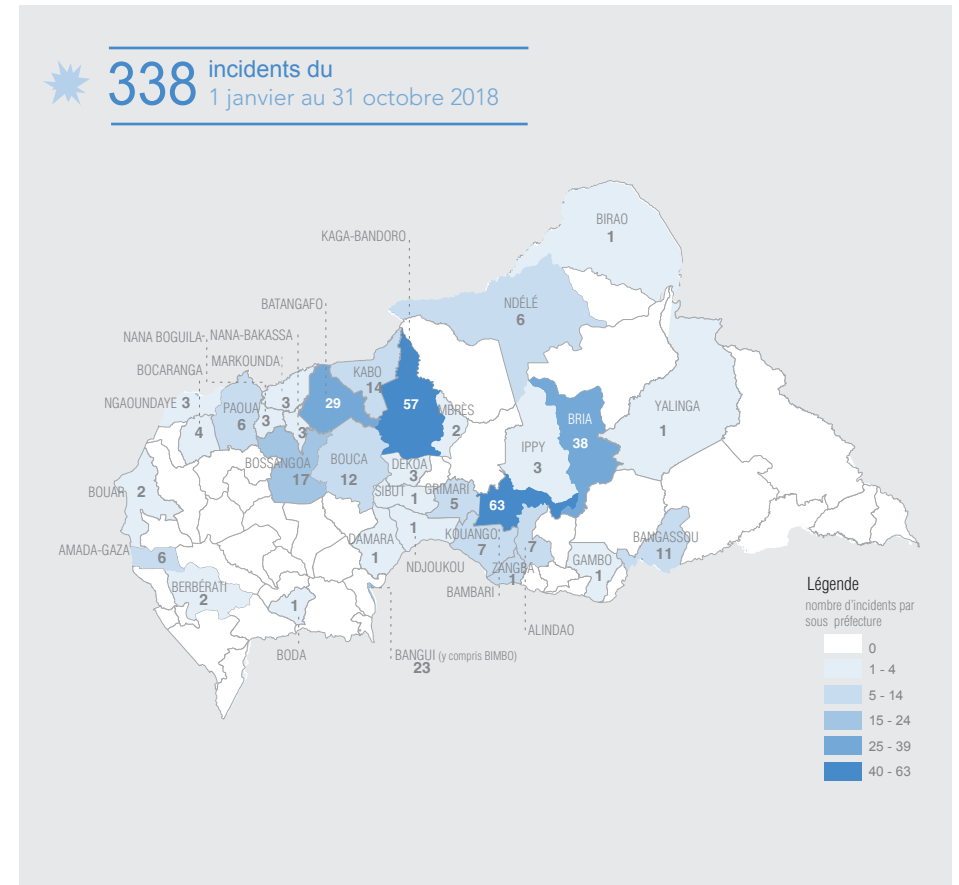 338 incidents du
1 janvier au 31 octobre 2018
BIRAO
1
KAGA-BANDORO
NDÉLÉ
6
BATANGAFO
NANA BOGUILA
NANA-BAKASSA
MARKOUNDA
BOCARANGA
KABO
14
NGAOUNDAYE 3
3
29
57
PAOUA
6
3
3
4
MBRÈS
2
BRIA
38
YALINGA
1
IPPY
3
BOSSANGOA
17
BOUCA
12
DEKOA
3
BOUAR
2
SIBUT
1
GRIMARI
5
63
1
DAMARA
1
KOUANGO
7
7
BANGASSOU
11
AMADA-GAZA
6
NDJOUKOU
ZANGBA
1
GAMBO
1
BERBÉRATI
2
BAMBARI
1
ALINDAO
BODA
BANGUI (y compris BIMBO)
23
Légende
nombre d'incidents par
sous préfecture
0
1 - 4
5 - 14
15 - 24
25 - 39
40 - 63